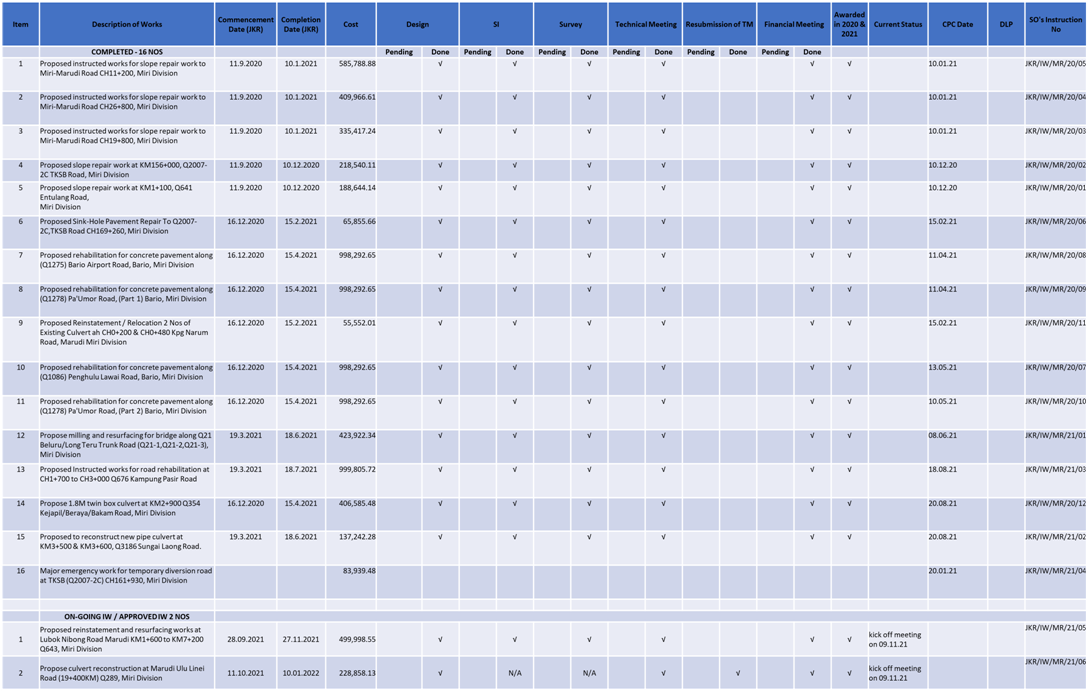 Item Description of Works Commencement Date (JKR) Completion Date (JKR) Cost Design SI Survey Technical Meeting Resubmission of TM Financial Meeting Awarded in 2020 & 2021 Current Status CPC Date DLP SO's Instruction No
COMPLETED - 16 NOS Pending Done Pending Done Pending Done Pending Done Pending Done Pending Done
1 Proposed instructed works for slope repair work to 11.9.2020 10.1.2021 585,788.88 √ √ √ √ √ √ 10.01.21 JKR/IW/MR/20/05
Miri-Marudi Road CH11+200, Miri Division
2 Proposed instructed works for slope repair work to 11.9.2020 10.1.2021 409,966.61 √ √ √ √ √ √ 10.01.21 JKR/IW/MR/20/04
Miri-Marudi Road CH26+800, Miri Division
3 Proposed instructed works for slope repair work to 11.9.2020 10.1.2021 335,417.24 √ √ √ √ √ √ 10.01.21 JKR/IW/MR/20/03
Miri-Marudi Road CH19+800, Miri Division
4 Proposed slope repair work at KM156+000, Q2007- 11.9.2020 10.12.2020 218,540.11 √ √ √ √ √ √ 10.12.20 JKR/IW/MR/20/02
2C TKSB Road, Miri Division
5 Proposed slope repair work at KM1+100, Q641 11.9.2020 10.12.2020 188,644.14 √ √ √ √ √ √ 10.12.20 JKR/IW/MR/20/01
Entulang Road,
Miri Division
6 Proposed Sink-Hole Pavement Repair To Q2007- 16.12.2020 15.2.2021 65,855.66 √ √ √ √ √ √ 15.02.21 JKR/IW/MR/20/06
2C,TKSB Road CH169+260, Miri Division
7 Proposed rehabilitation for concrete pavement along 16.12.2020 15.4.2021 998,292.65 √ √ √ √ √ √ 11.04.21 JKR/IW/MR/20/08
(Q1275) Bario Airport Road, Bario, Miri Division
8 Proposed rehabilitation for concrete pavement along 16.12.2020 15.4.2021 998,292.65 √ √ √ √ √ √ 11.04.21 JKR/IW/MR/20/09
(Q1278) Pa'Umor Road, (Part 1) Bario, Miri Division
9 Proposed Reinstatement / Relocation 2 Nos of 16.12.2020 15.2.2021 55,552.01 √ √ √ √ √ √ 15.02.21 JKR/IW/MR/20/11
Existing Culvert ah CH0+200 & CH0+480 Kpg Narum
Road, Marudi Miri Division
10 Proposed rehabilitation for concrete pavement along 16.12.2020 15.4.2021 998,292.65 √ √ √ √ √ √ 13.05.21 JKR/IW/MR/20/07
(Q1086) Penghulu Lawai Road, Bario, Miri Division
11 Proposed rehabilitation for concrete pavement along 16.12.2020 15.4.2021 998,292.65 √ √ √ √ √ √ 10.05.21 JKR/IW/MR/20/10
(Q1278) Pa'Umor Road, (Part 2) Bario, Miri Division
12 Propose milling and resurfacing for bridge along Q21 19.3.2021 18.6.2021 423,922.34 √ √ √ √ √ √ 08.06.21 JKR/IW/MR/21/01
Beluru/Long Teru Trunk Road (Q21-1,Q21-2,Q21-3),
Miri Division
13 Proposed Instructed works for road rehabilitation at 19.3.2021 18.7.2021 999,805.72 √ √ √ √ √ √ 18.08.21 JKR/IW/MR/21/03
CH1+700 to CH3+000 Q676 Kampung Pasir Road
14 Propose 1.8M twin box culvert at KM2+900 Q354 16.12.2020 15.4.2021 406,585.48 √ √ √ √ √ √ 20.08.21 JKR/IW/MR/20/12
Kejapil/Beraya/Bakam Road, Miri Division
15 Proposed to reconstruct new pipe culvert at 19.3.2021 18.6.2021 137,242.28 √ √ √ √ √ √ 20.08.21 JKR/IW/MR/21/02
KM3+500 & KM3+600, Q3186 Sungai Laong Road.
16 Major emergency work for temporary diversion road 83,939.48 20.01.21 JKR/IW/MR/21/04
at TKSB (Q2007-2C) CH161+930, Miri Division
ON-GOING IW / APPROVED IW 2 NOS
1 Proposed reinstatement and resurfacing works at Lubok Nibong Road Marudi KM1+600 to KM7+200 Q643, Miri Division 28.09.2021 27.11.2021 499,998.55 √ √ √ √ √ √ kick off meeting on 09.11.21 JKR/IW/MR/21/05
2 Propose culvert reconstruction at Marudi Ulu Linei Road (19+400KM) Q289, Miri Division 11.10.2021 10.01.2022 228,858.13 √ N/A N/A √ √ √ √ kick off meeting on 09.11.21 JKR/IW/MR/21/06